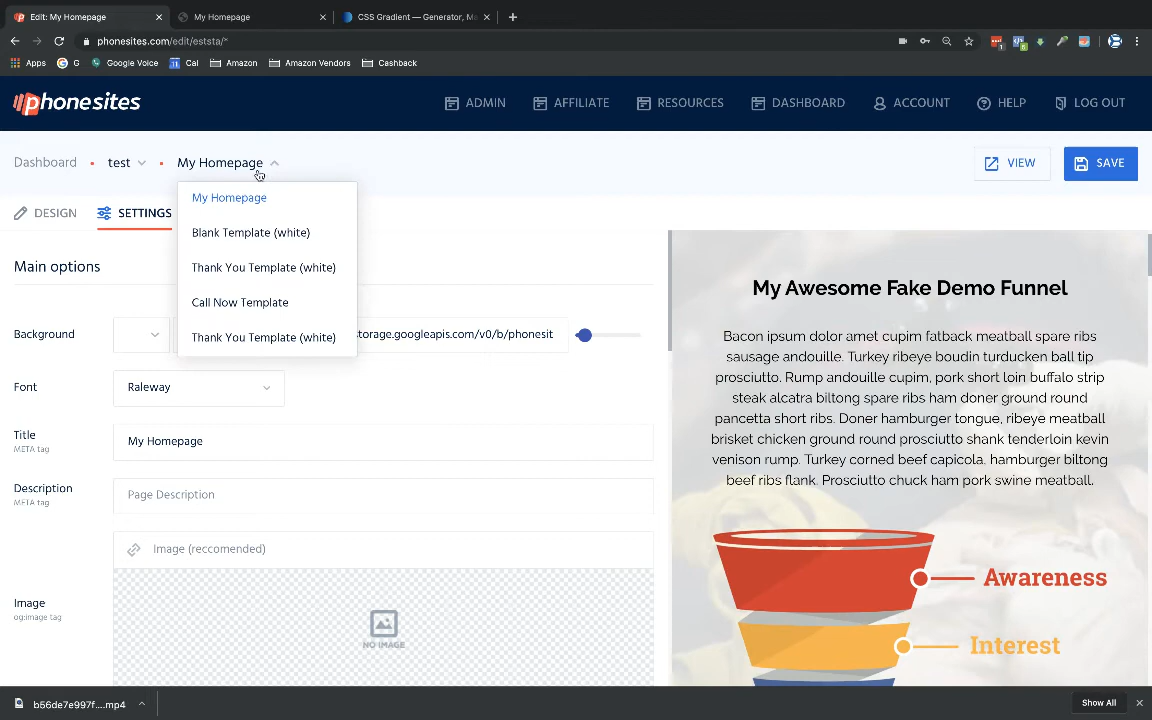 Edit: My Homepage
My Homepage
CSS Gradient — Generator, Ma
phonesites.com/edit/eststa/*
Apps
G
Google Voice
Cal
Amazon
Amazon Vendors
Cashback
phonesites
ADMIN
AFFILIATE
RESOURCES
DASHBOARD
ACCOUNT
HELP
LOG OUT
Dashboard
test
My Homepage
VIEW
SAVE
My Homepage
Blank Template (white)
Thank You Template (white)
Call Now Template
Thank You Template (white)
DESIGN
SETTINGS
Main options
Background
torage.googleapis.com/v0/b/phonesit
Font
Raleway
Title
META tag
My Homepage
Description
META tag
Page Description
Image (reccomended)
Image
og:image tag
NO IMAGE
My Awesome Fake Demo Funnel
Bacon ipsum dolor amet cupim fatback meatball spare ribs
sausage andouille. Turkey ribeye boudin turducken ball tip
prosciutto. Rump andouille cupim, pork short loin buffalo strip
steak alcatra biltong spare ribs ham doner ground round
pancetta short ribs. Doner hamburger tongue, ribeye meatball
brisket chicken ground round prosciutto shank tenderloin kevin
venison rump. Turkey corned beef capicola, hamburger biltong
beef ribs flank. Prosciutto chuck ham pork swine meatball.
Awareness
Interest
b56de7e997f....mp4
Show All